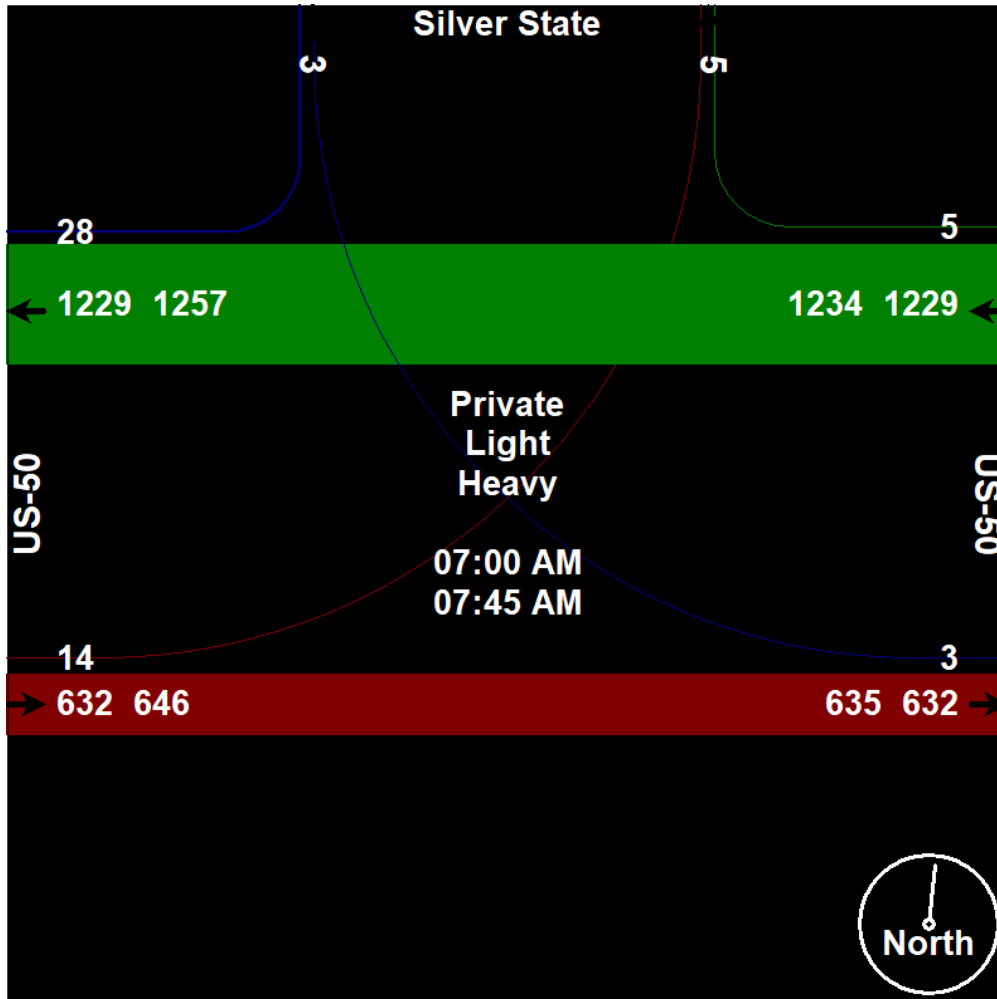 Silver State
3
5
28
5
1229 1257
1234 1229
Private
Light
Heavy
US-50
US-50
07:00 AM
07:45 AM
14
3
632 646
635 632
North